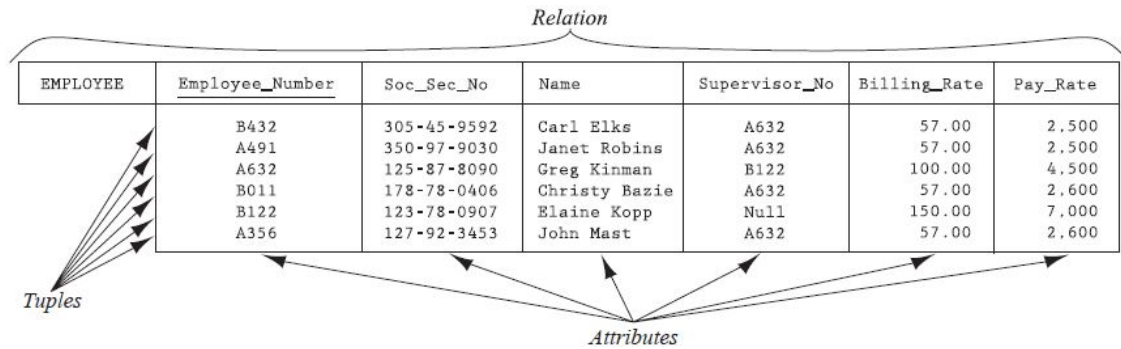 Relation
EMPLOYEE Employee_Number Soc_Sec_No Name Supervisor_No Billing_Rate Pay_Rate
B432 305-45-9592 Carl Elks A632 57.00 2,500
A491 350-97-9030 Janet Robins A632 57.00 2,500
A632 125-87-8090 Greg Kinman B122 100.00 4,500
B011 178-78-0406 Christy Bazie A632 57.00 2,600
B122 123-78-0907 Elaine Kopp Null 150.00 7,000
A356 127-92-3453 John Mast A632 57.00 2,600
Tuples
Attributes